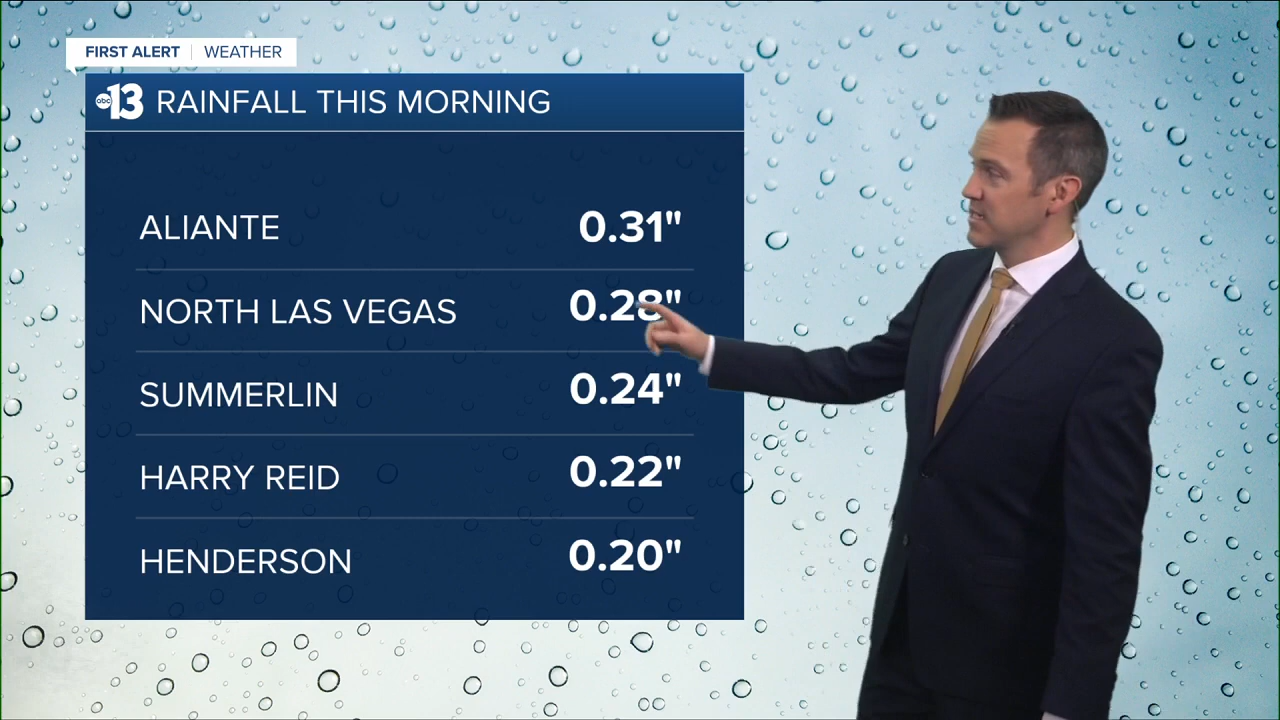 FIRST ALERT | WEATHER
abc 13 RAINFALL THIS MORNING
ALIANTE 0.31"
NORTH LAS VEGAS 0.28"
SUMMERLIN 0.24"
HARRY REID 0.22"
HENDERSON 0.20"